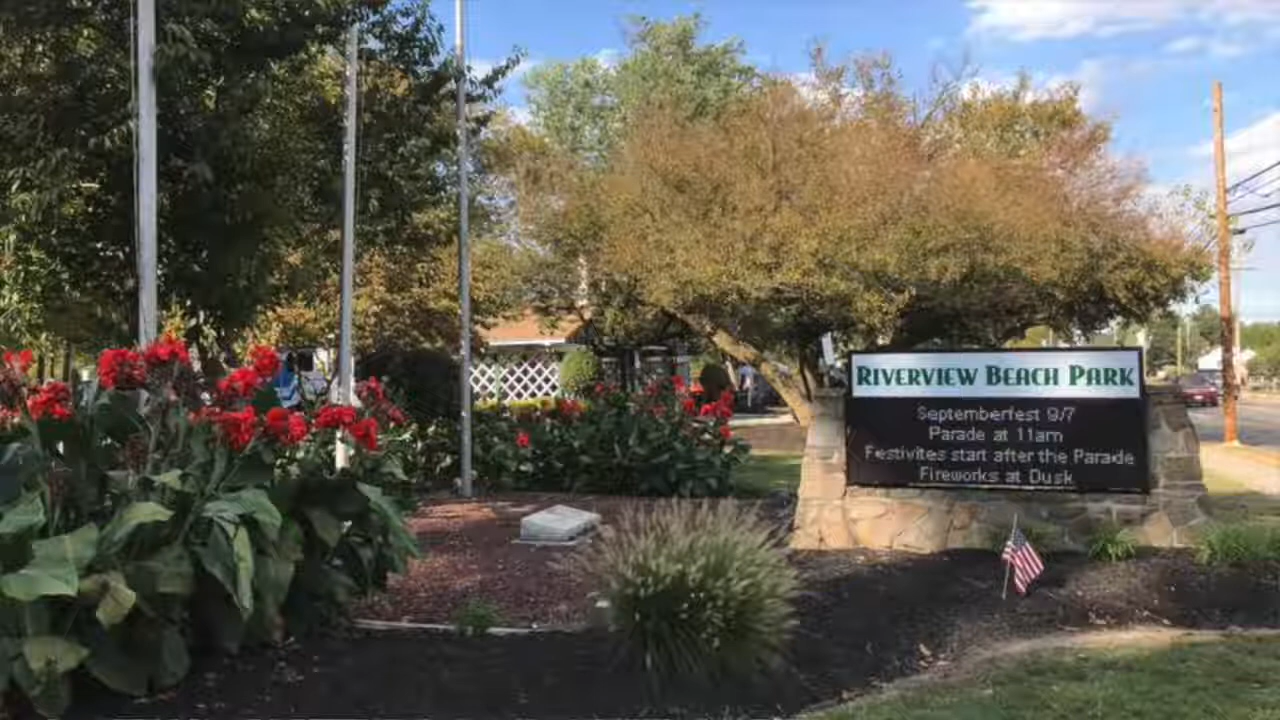 RIVERVIEW BEACH PARK
Septemberfest 9/7
Parade at 11am
Festivites start after the Parade
Fireworks at Dusk